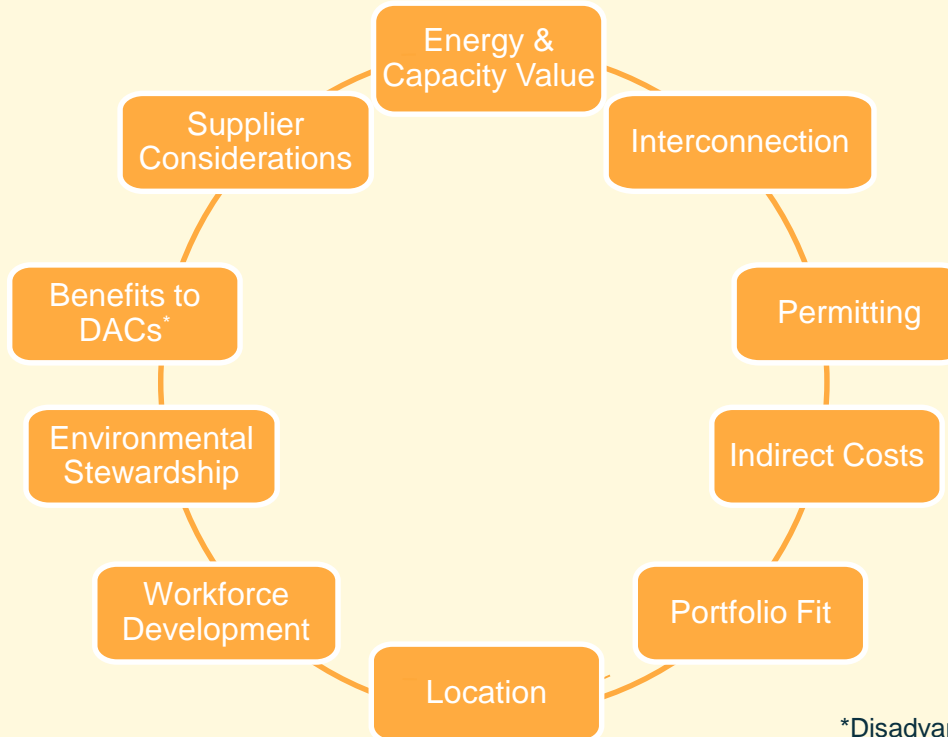 Energy &
Capacity Value
Interconnection
Permitting
Indirect Costs
Portfolio Fit
Location
Workforce
Development
Environmental
Stewardship
Benefits to
DACs*
Supplier
Considerations